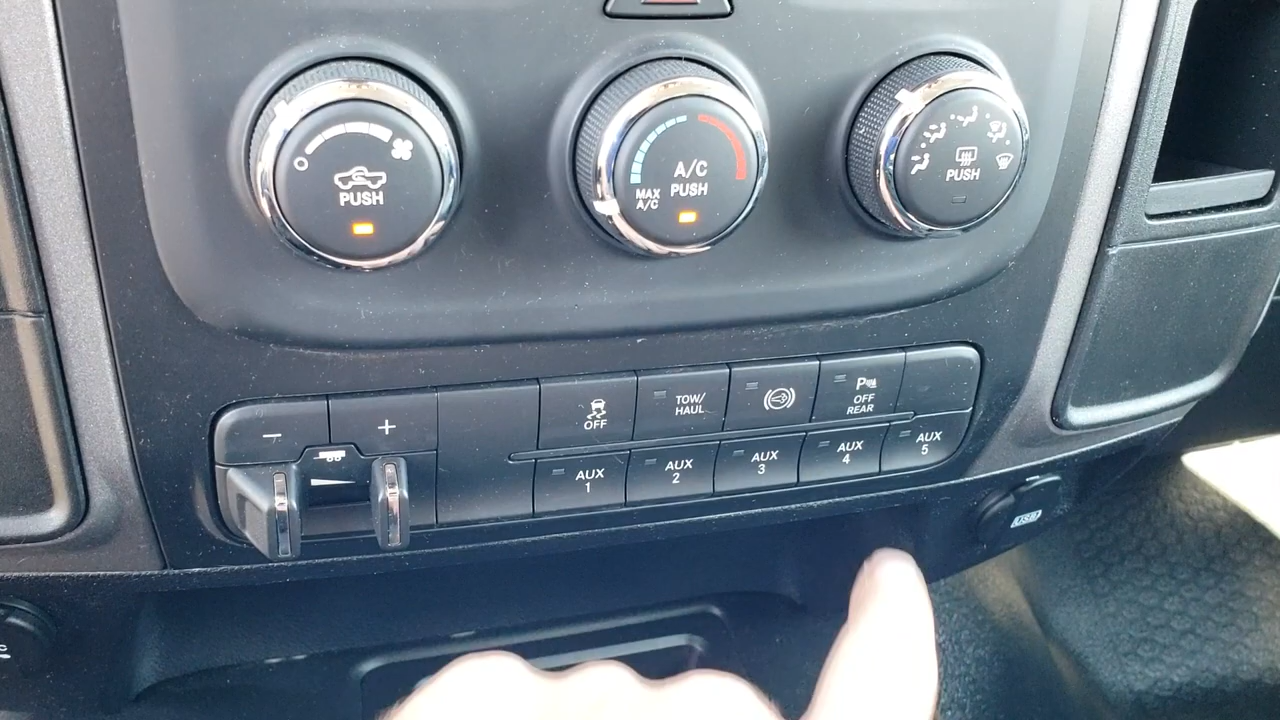 PUSH
A/C
PUSH
MAX
A/C
PUSH
OFF
TOW/
HAUL
P
OFF
REAR
− +
AUX
1
AUX
2
AUX
3
AUX
4
AUX
5
USB